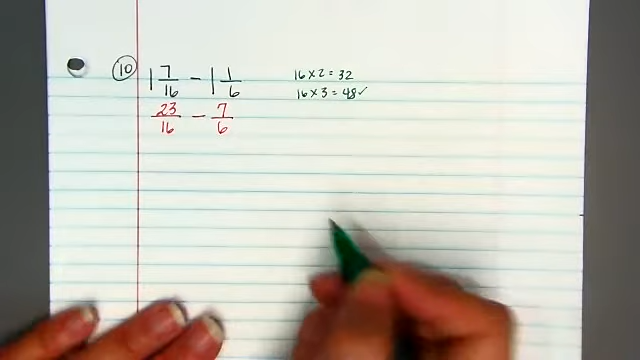 10 1 7/16 - 1 1/6
23/16 - 7/6
16 × 2 = 32
16 × 3 = 48 ✓